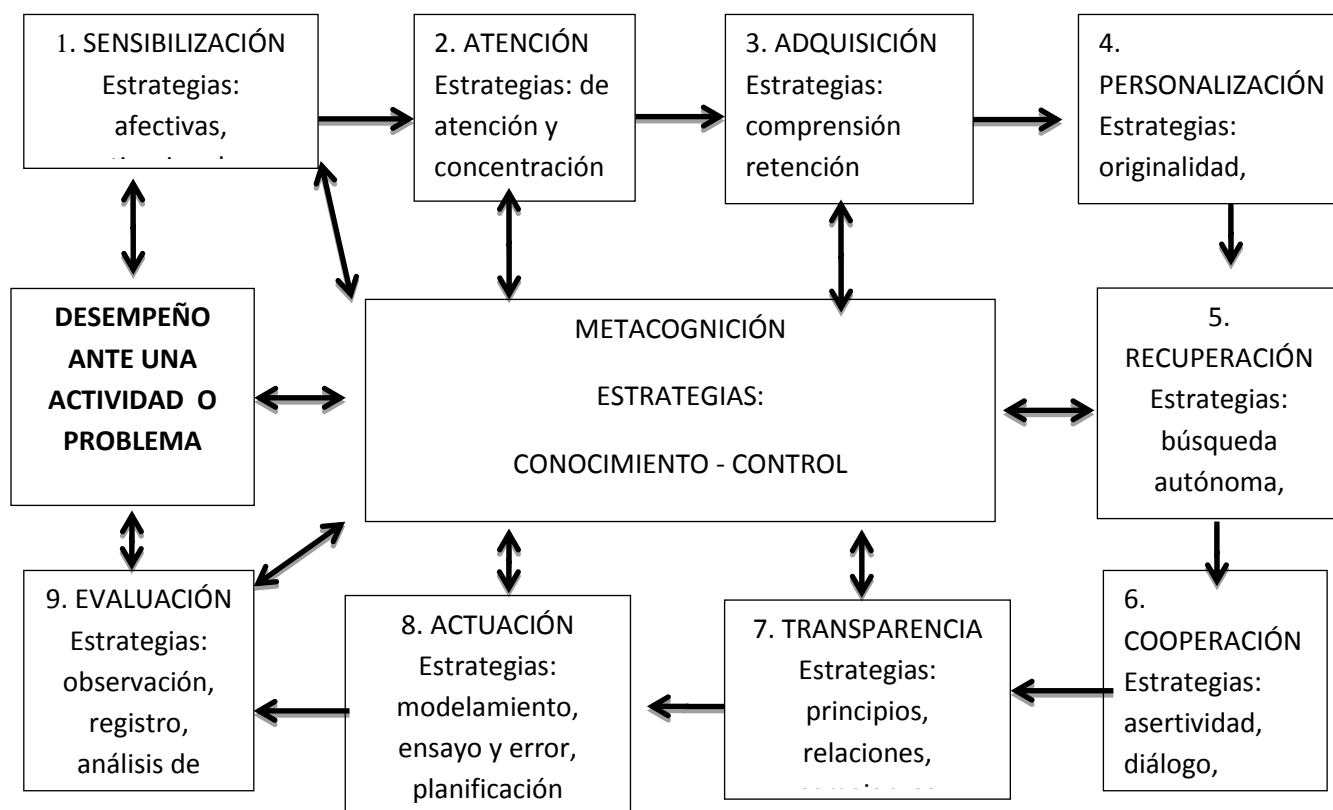 1. SENSIBILIZACIÓN
Estrategias:
afectivas,
2. ATENCIÓN
Estrategias: de
atención y
concentración
3. ADQUISICIÓN
Estrategias:
comprensión
retención
4.
PERSONALIZACIÓN
Estrategias:
originalidad,
DESEMPEÑO
ANTE UNA
ACTIVIDAD O
PROBLEMA
METACOGNICIÓN
ESTRATEGIAS:
CONOCIMIENTO - CONTROL
5.
RECUPERACIÓN
Estrategias:
búsqueda
autónoma,
9. EVALUACIÓN
Estrategias:
observación,
registro,
análisis de
8. ACTUACIÓN
Estrategias:
modelamiento,
ensayo y error,
planificación
7. TRANSPARENCIA
Estrategias:
principios,
relaciones,
6.
COOPERACIÓN
Estrategias:
asertividad,
diálogo,